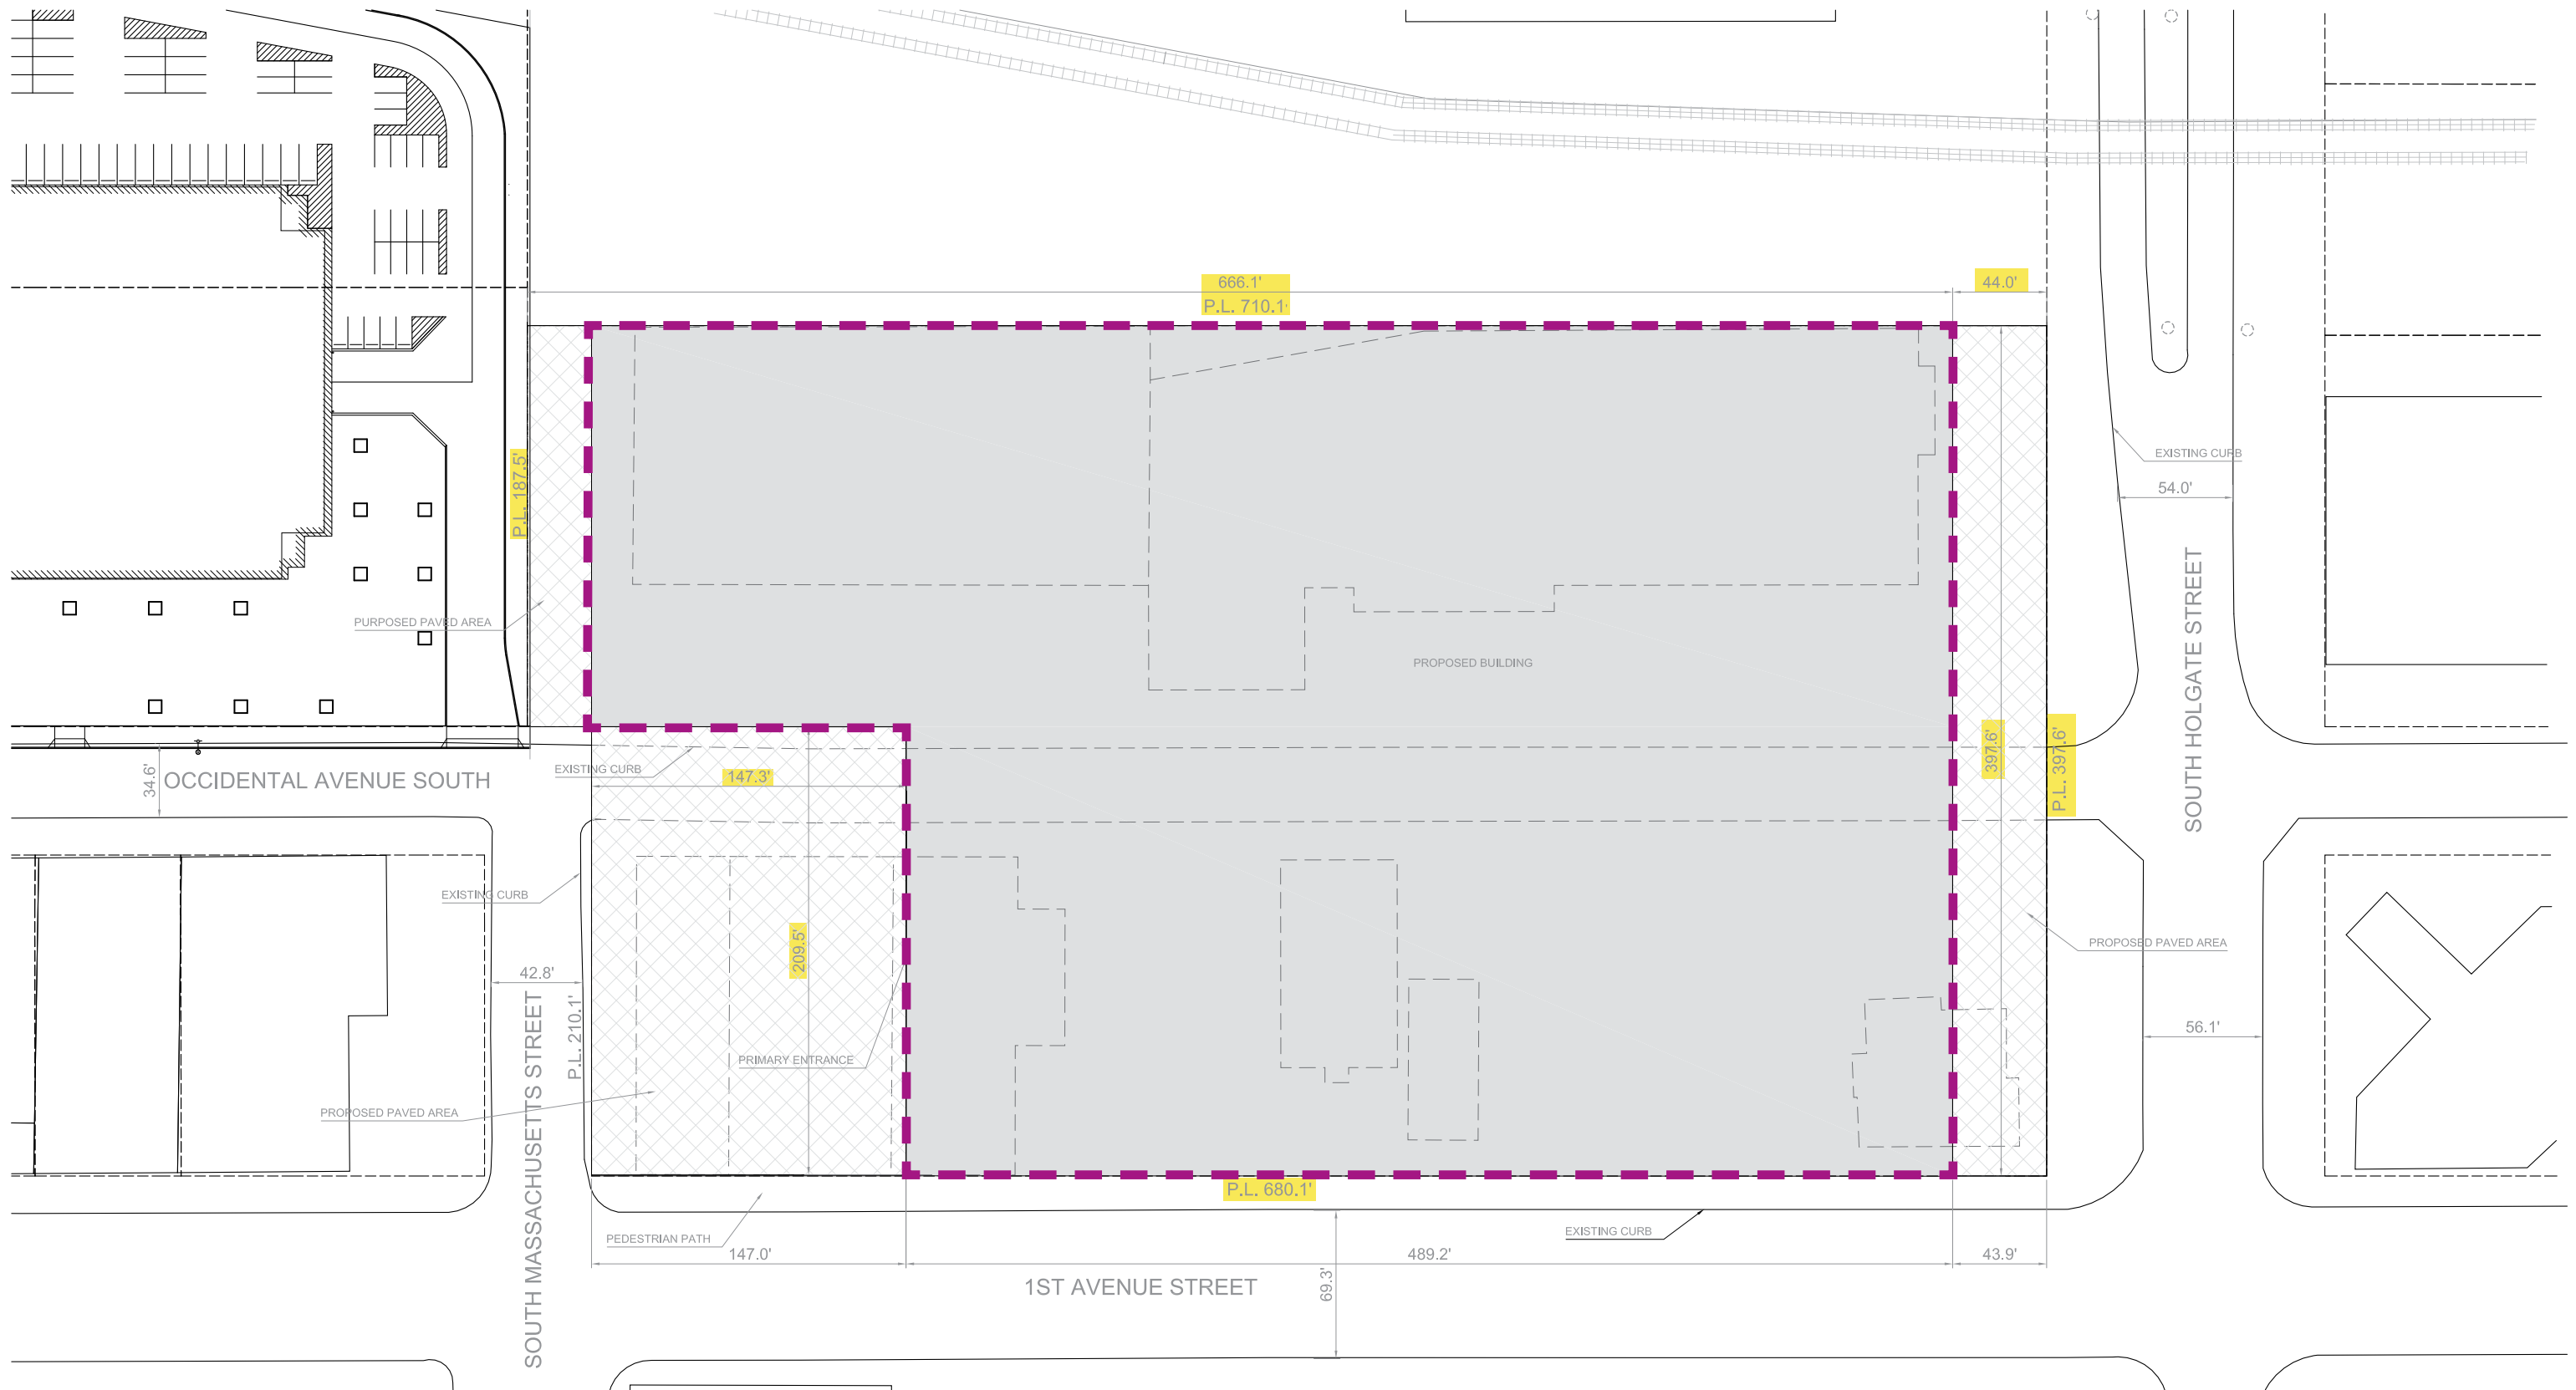 666.1'
44.0'
P.L. 710.1'
EXISTING CURB
54.0'
P.L. 187.5'
SOUTH HOLGATE STREET
PURPOSED PAVED AREA
PROPOSED BUILDING
397.6'
P.L. 397.6'
34.6'
OCCIDENTAL AVENUE SOUTH
EXISTING CURB
147.3'
EXISTING CURB
209.5'
PROPOSED PAVED AREA
42.8'
P.L. 210.1'
SOUTH MASSACHUSETTS STREET
56.1'
PRIMARY ENTRANCE
PROPOSED PAVED AREA
P.L. 680.1'
PEDESTRIAN PATH
EXISTING CURB
147.0'
489.2'
43.9'
69.3'
1ST AVENUE STREET